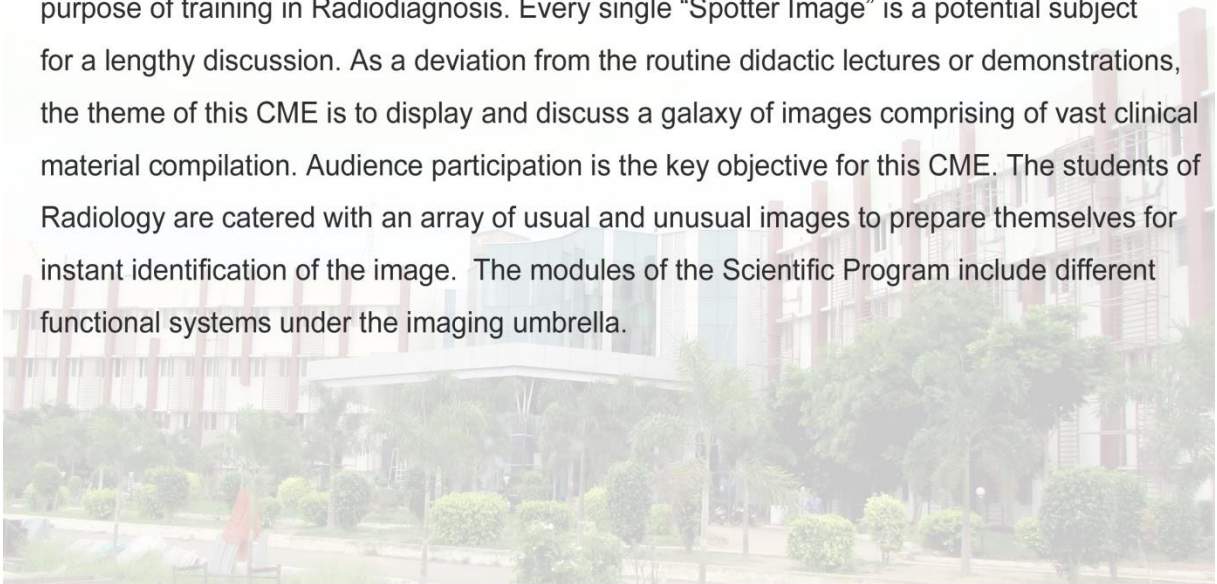 purpose of training in Radiodiagnosis. Every single “Spotter Image” is a potential subject
for a lengthy discussion. As a deviation from the routine didactic lectures or demonstrations,
the theme of this CME is to display and discuss a galaxy of images comprising of vast clinical
material compilation. Audience participation is the key objective for this CME. The students of
Radiology are catered with an array of usual and unusual images to prepare themselves for
instant identification of the image. The modules of the Scientific Program include different
functional systems under the imaging umbrella.